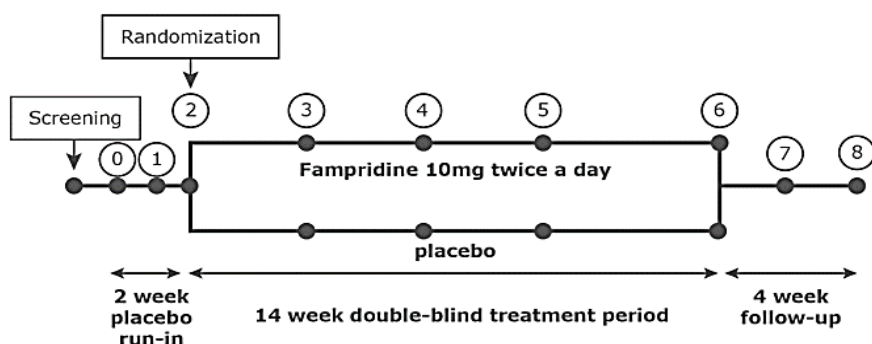 Randomization
Screening
0
1
2
3
4
5
6
7
8
Fampridine 10mg twice a day
placebo
2 week
placebo
run-in
14 week double-blind treatment period
4 week
follow-up